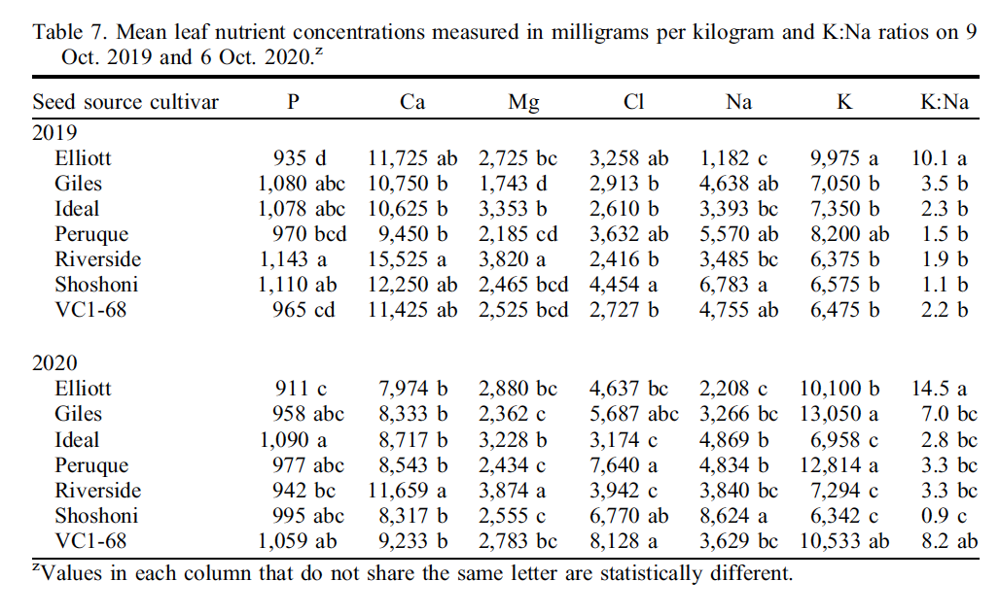 Table 7. Mean leaf nutrient concentrations measured in milligrams per kilogram and K:Na ratios on 9
Oct. 2019 and 6 Oct. 2020.z
Seed source cultivar P Ca Mg Cl Na K K:Na
2019
Elliott 935 d 11,725 ab 2,725 bc 3,258 ab 1,182 c 9,975 a 10.1 a
Giles 1,080 abc 10,750 b 1,743 d 2,913 b 4,638 ab 7,050 b 3.5 b
Ideal 1,078 abc 10,625 b 3,353 b 2,610 b 3,393 bc 7,350 b 2.3 b
Peruque 970 bcd 9,450 b 2,185 cd 3,632 ab 5,570 ab 8,200 ab 1.5 b
Riverside 1,143 a 15,525 a 3,820 a 2,416 b 3,485 bc 6,375 b 1.9 b
Shoshoni 1,110 ab 12,250 ab 2,465 bcd 4,454 a 6,783 a 6,575 b 1.1 b
VC1-68 965 cd 11,425 ab 2,525 bcd 2,727 b 4,755 ab 6,475 b 2.2 b
2020
Elliott 911 c 7,974 b 2,880 bc 4,637 bc 2,208 c 10,100 b 14.5 a
Giles 958 abc 8,333 b 2,362 c 5,687 abc 3,266 bc 13,050 a 7.0 bc
Ideal 1,090 a 8,717 b 3,228 b 3,174 c 4,869 b 6,958 c 2.8 bc
Peruque 977 abc 8,543 b 2,434 c 7,640 a 4,834 b 12,814 a 3.3 bc
Riverside 942 bc 11,659 a 3,874 a 3,942 c 3,840 bc 7,294 c 3.3 bc
Shoshoni 995 abc 8,317 b 2,555 c 6,770 ab 8,624 a 6,342 c 0.9 c
VC1-68 1,059 ab 9,233 b 2,783 bc 8,128 a 3,629 bc 10,533 ab 8.2 ab
zValues in each column that do not share the same letter are statistically different.